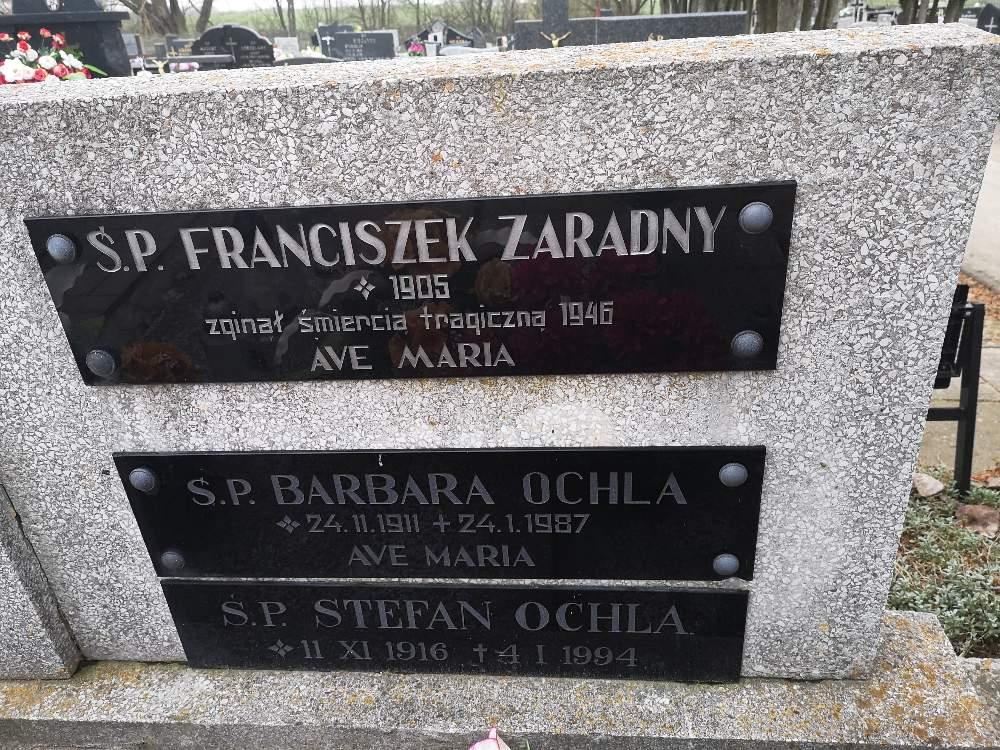 Ś.P. FRANCISZEK ZARADNY
1905
zginął śmiercią tragiczną 1946
AVE MARIA
Ś.P. BARBARA OCHLA
24.11.1911 + 24.1.1987
AVE MARIA
Ś.P. STEFAN OCHLA
11 XI 1916 † 4 I 1994